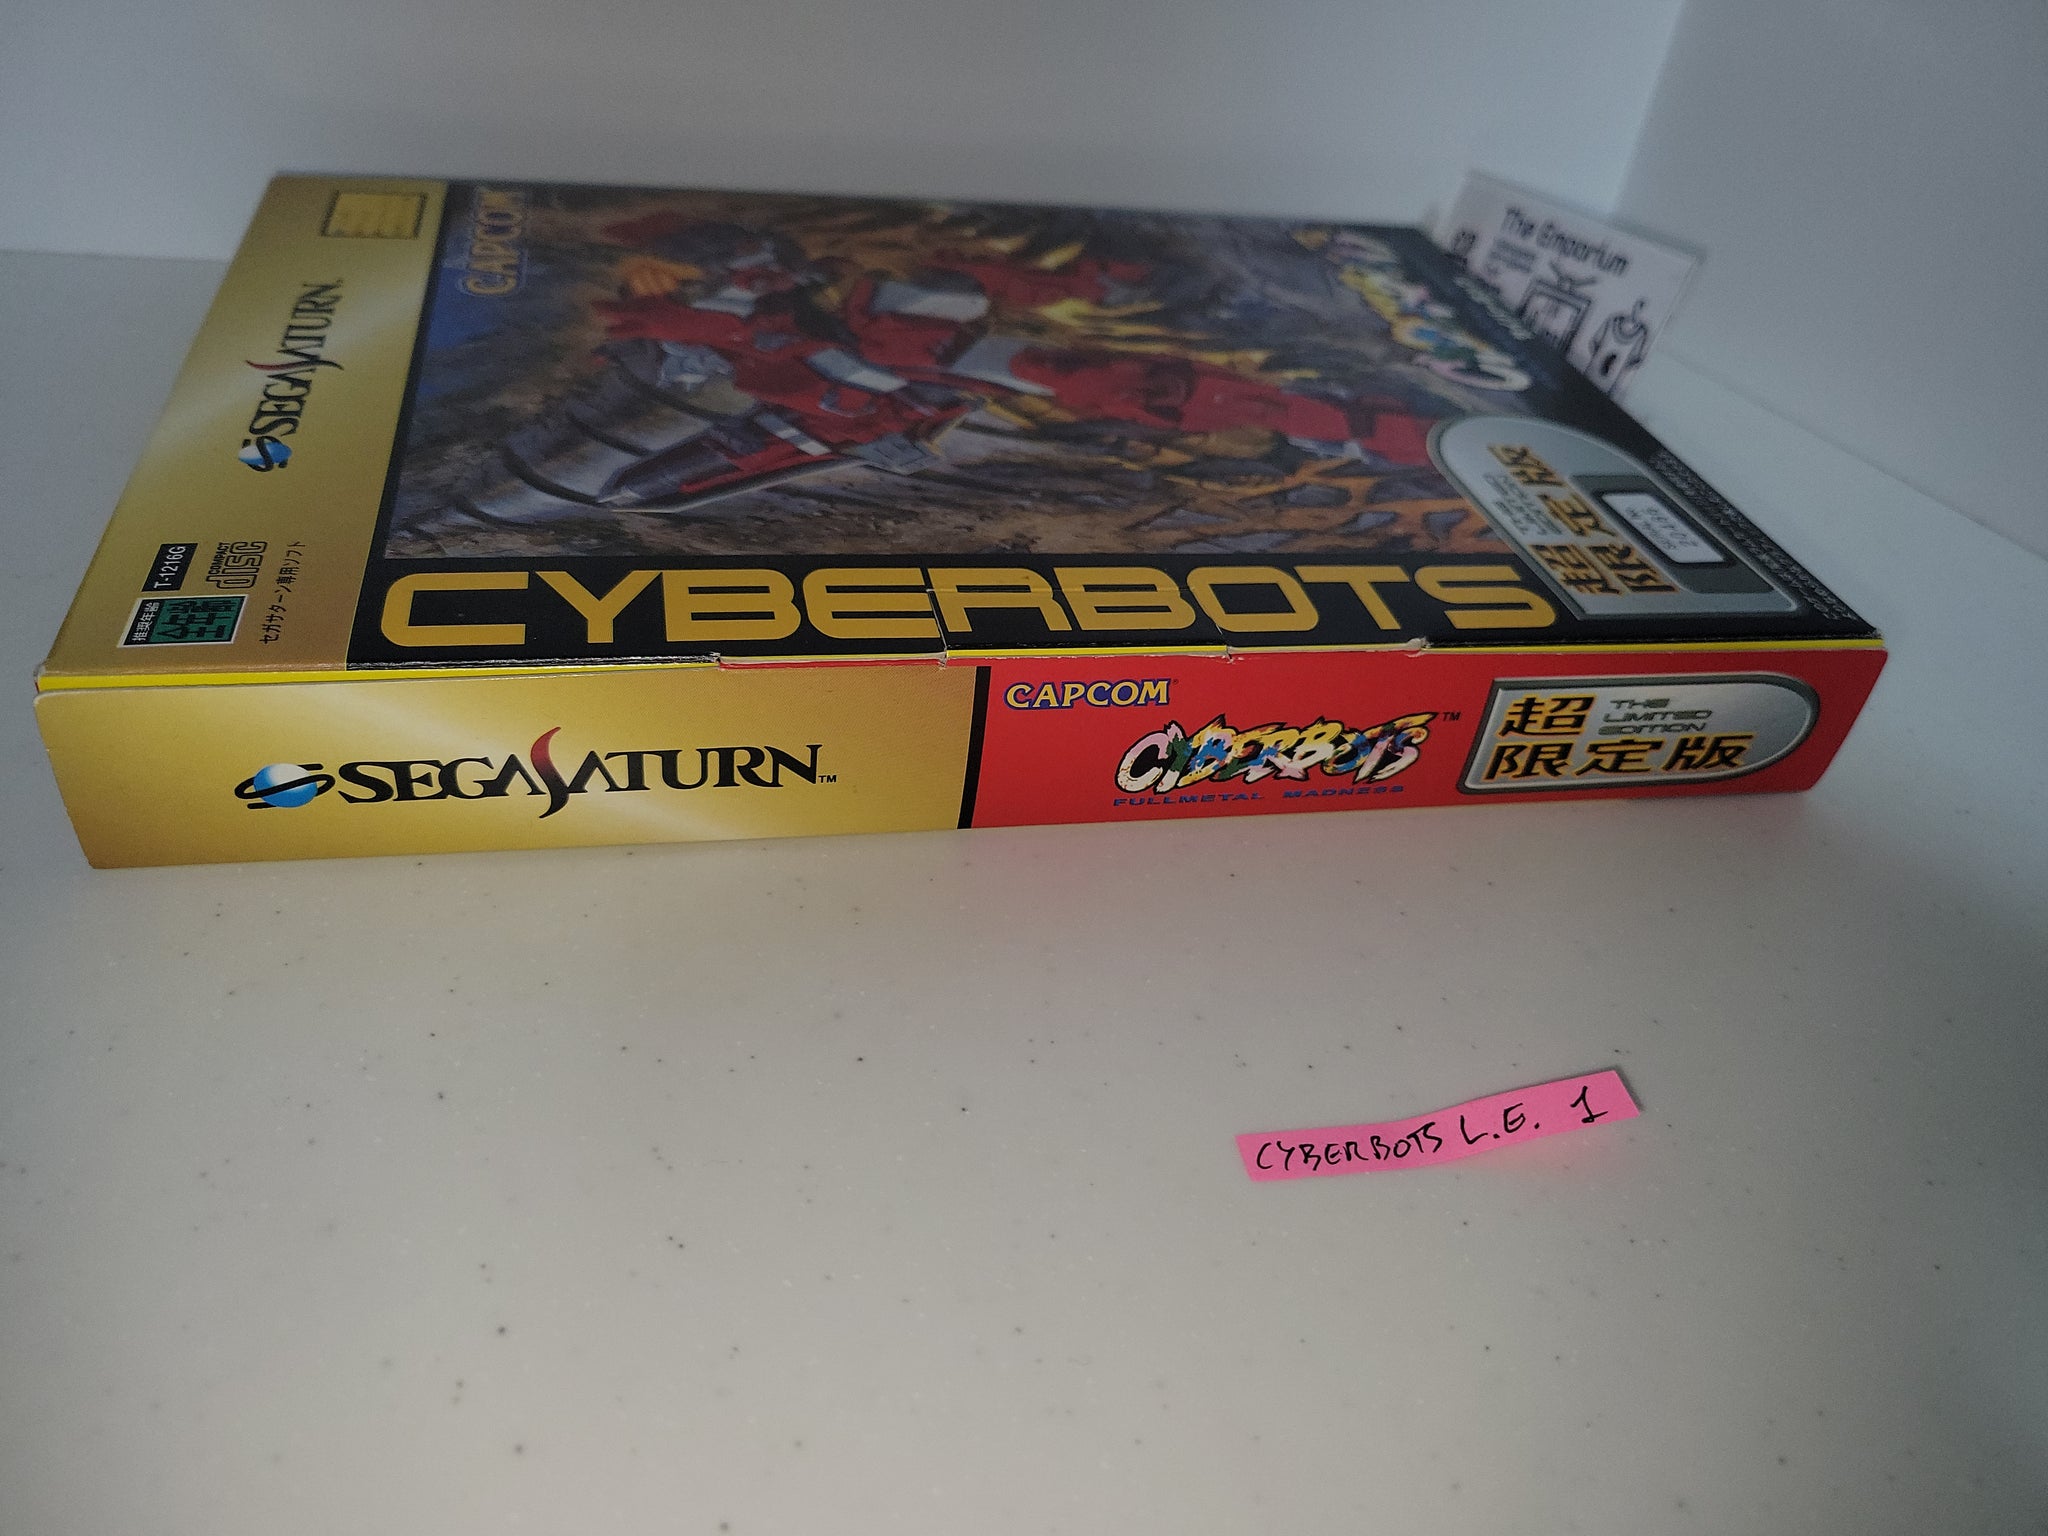 The Emporium
CAPCOM
SEGA SATURN
T-1216G
COMPACT
disc
推奨年齢
全年齢
セガサターン専用ソフト
CYBERBOTS
超
限定版
SEGA SATURN™
CAPCOM
CYBERBOTS™
FULLMETAL MADNESS
超
限定版
THE
LIMITED
EDITION
CYBERBOTS L.E. 1